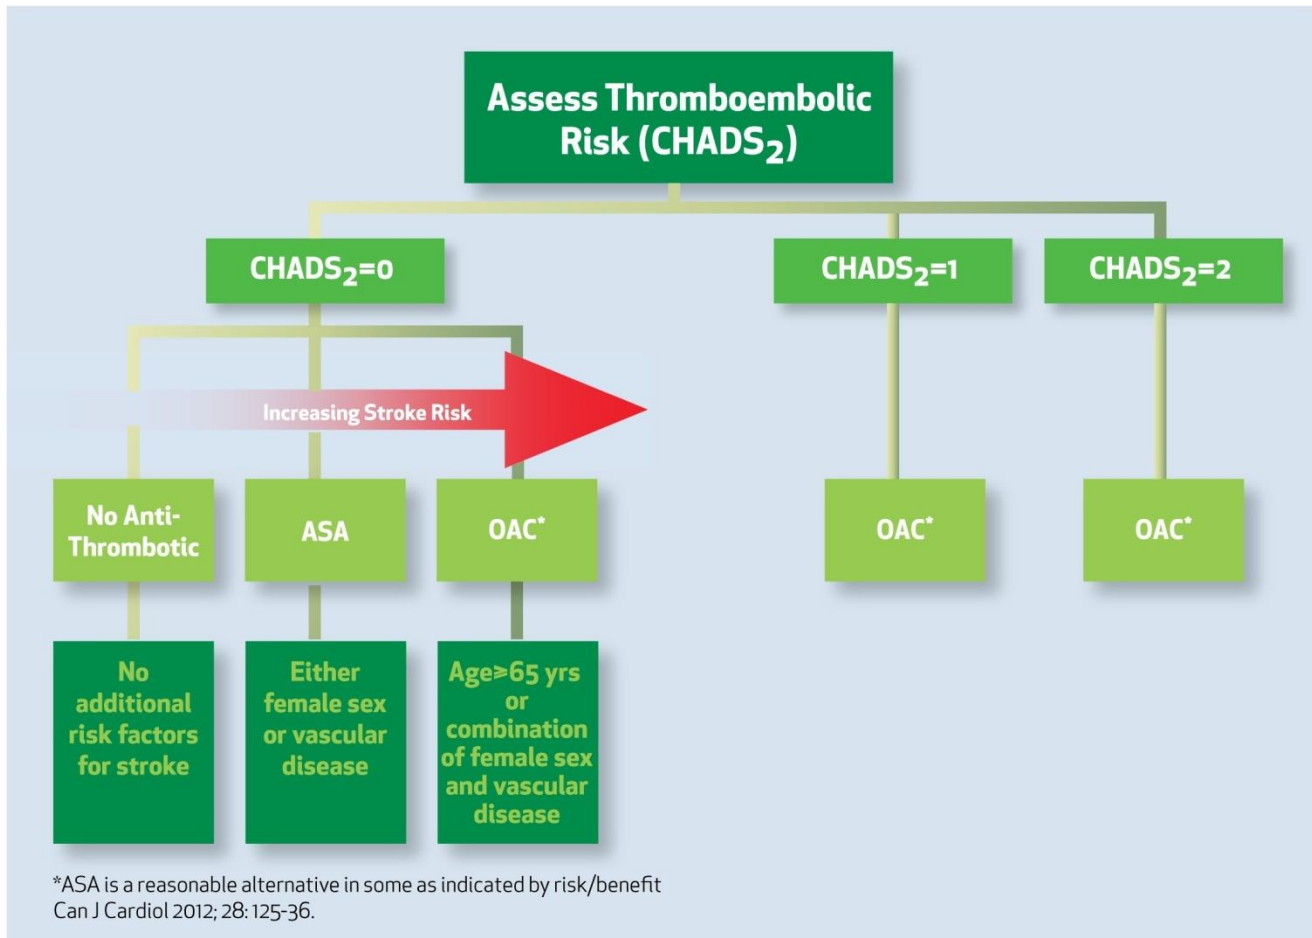 Assess Thromboembolic
Risk (CHADS₂)
CHADS₂=0
CHADS₂=1
CHADS₂=2
Increasing Stroke Risk
No Anti-
Thrombotic
ASA
OAC*
OAC*
OAC*
No
additional
risk factors
for stroke
Either
female sex
or vascular
disease
Age≥65 yrs
or
combination
of female sex
and vascular
disease
*ASA is a reasonable alternative in some as indicated by risk/benefit
Can J Cardiol 2012; 28: 125-36.